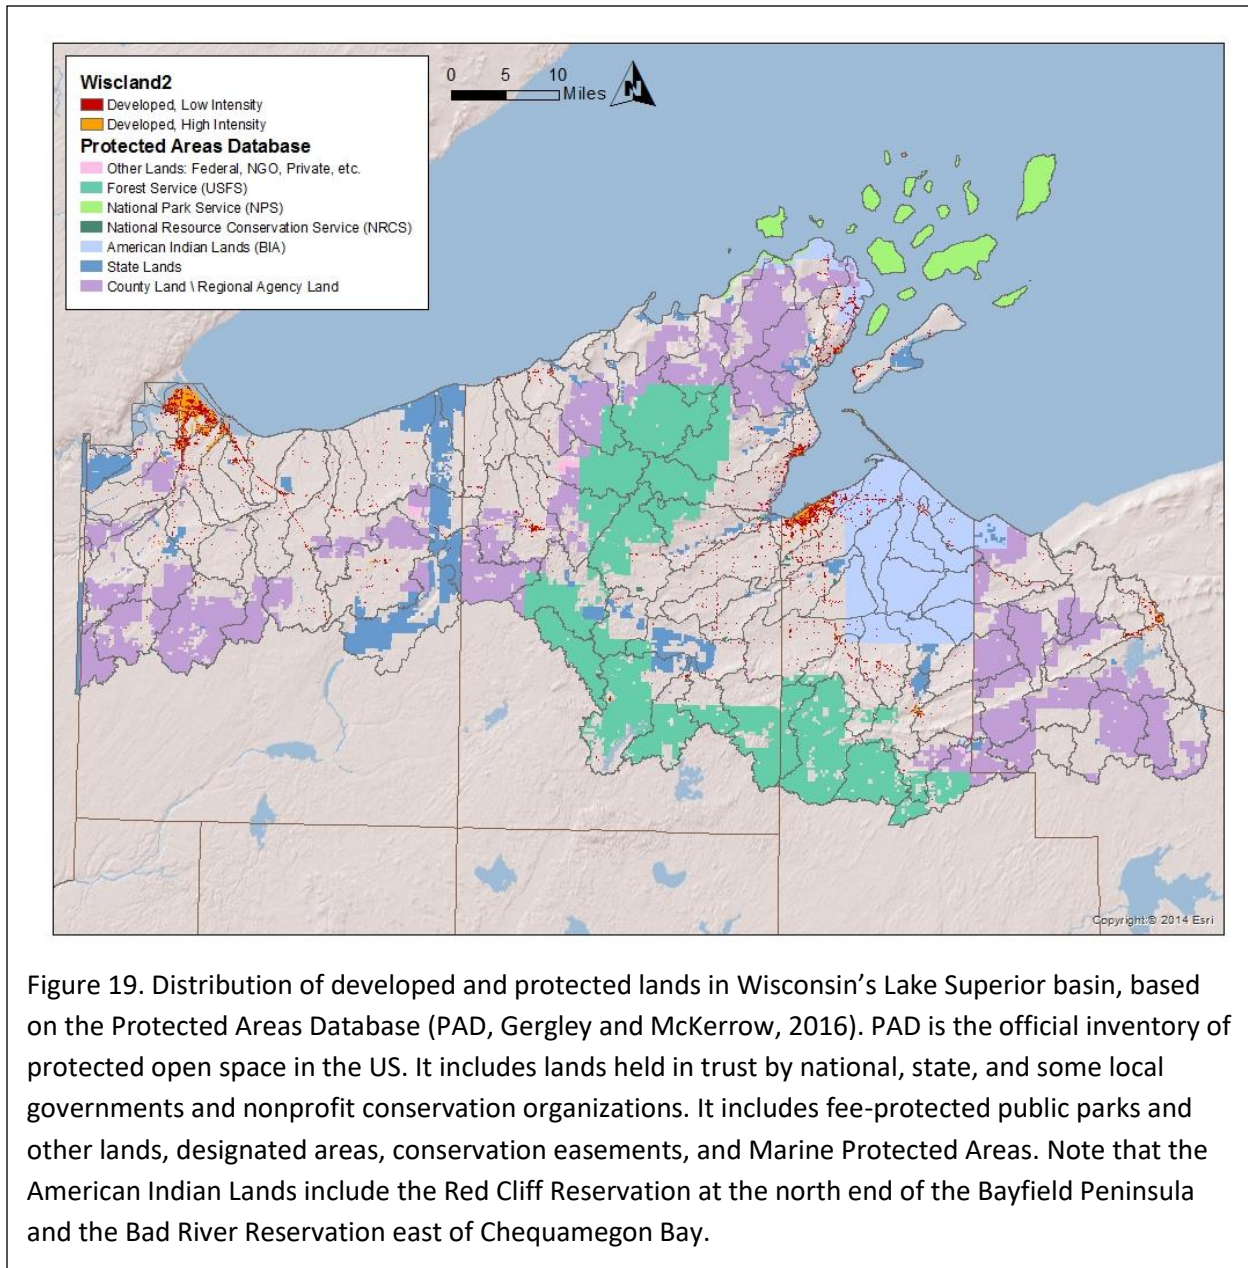 Wiscland2
Developed, Low Intensity
Developed, High Intensity
Protected Areas Database
Other Lands: Federal, NGO, Private, etc.
Forest Service (USFS)
National Park Service (NPS)
National Resource Conservation Service (NRCS)
American Indian Lands (BIA)
State Lands
County Land \ Regional Agency Land
0 5 10
Miles
N
Copyright:© 2014 Esri
Figure 19. Distribution of developed and protected lands in Wisconsin’s Lake Superior basin, based
on the Protected Areas Database (PAD, Gergley and McKerrow, 2016). PAD is the official inventory of
protected open space in the US. It includes lands held in trust by national, state, and some local
governments and nonprofit conservation organizations. It includes fee-protected public parks and
other lands, designated areas, conservation easements, and Marine Protected Areas. Note that the
American Indian Lands include the Red Cliff Reservation at the north end of the Bayfield Peninsula
and the Bad River Reservation east of Chequamegon Bay.